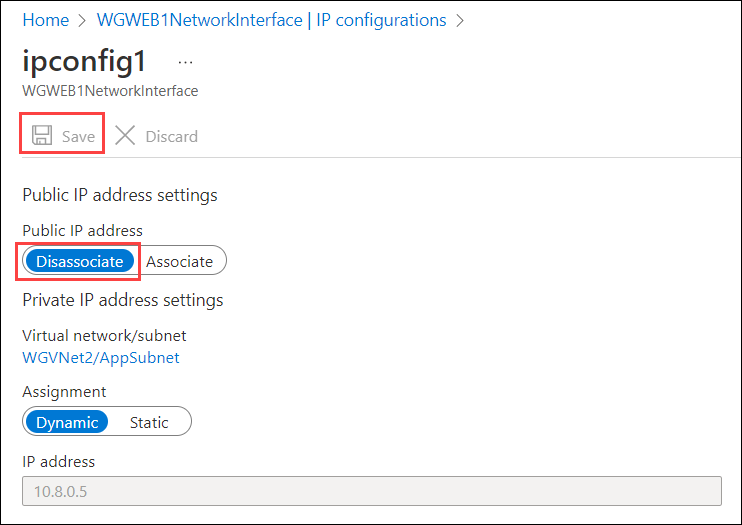 Home > WGWEB1NetworkInterface | IP configurations >
ipconfig1 ...
WGWEB1NetworkInterface
Save Discard
Public IP address settings
Public IP address
Disassociate Associate
Private IP address settings
Virtual network/subnet
WGVNet2/AppSubnet
Assignment
Dynamic Static
IP address
10.8.0.5